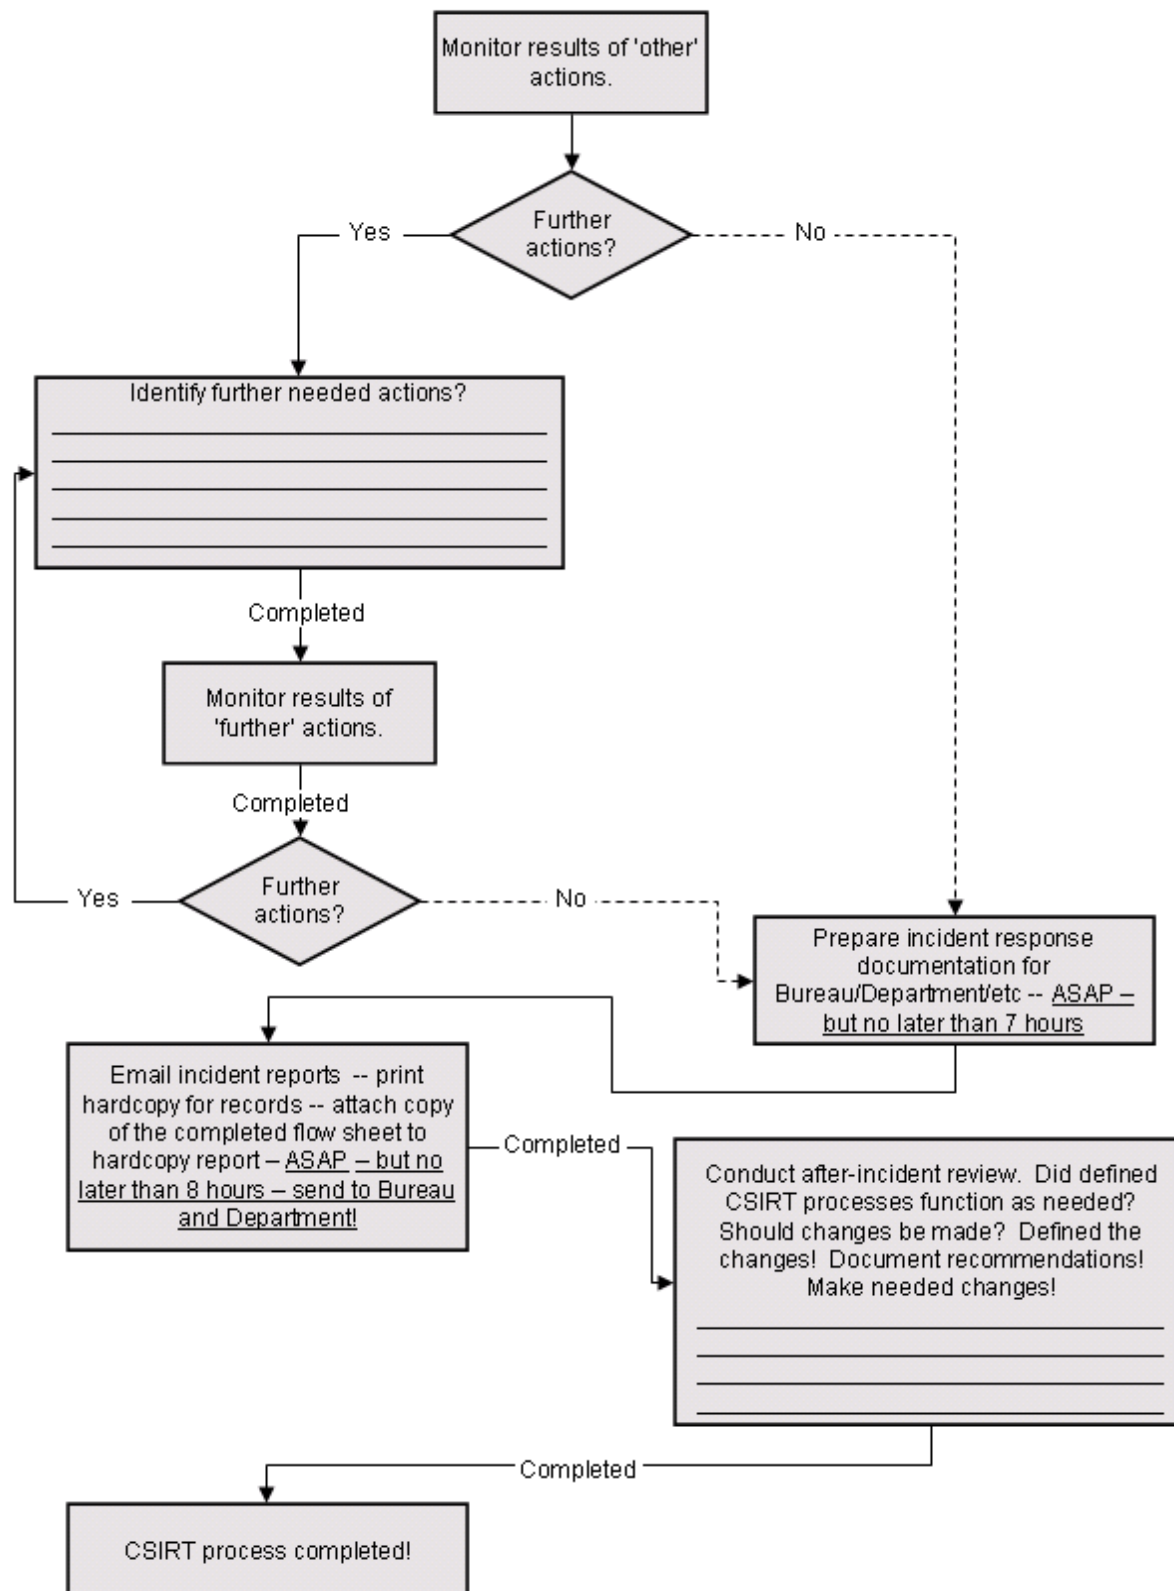 Monitor results of 'other'
actions.
Further
actions?
Yes
No
Identify further needed actions?
Completed
Monitor results of
'further' actions.
Completed
Further
actions?
Yes
No
Prepare incident response
documentation for
Bureau/Department/etc -- ASAP –
but no later than 7 hours
Email incident reports -- print
hardcopy for records -- attach copy
of the completed flow sheet to
hardcopy report – ASAP – but no
later than 8 hours – send to Bureau
and Department!
Completed
Conduct after-incident review. Did defined
CSIRT processes function as needed?
Should changes be made? Defined the
changes! Document recommendations!
Make needed changes!
Completed
CSIRT process completed!